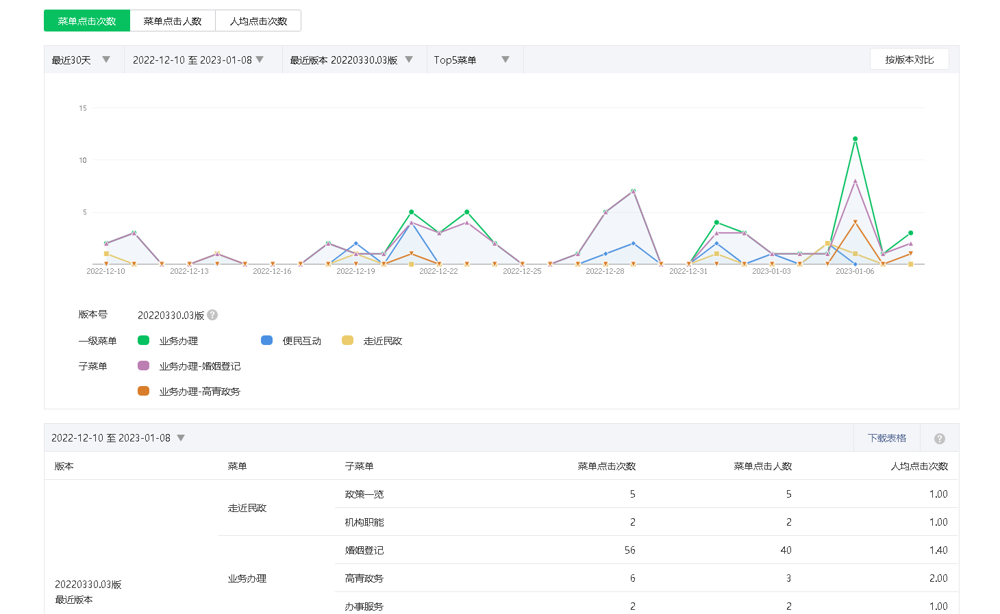 菜单点击次数 菜单点击人数 人均点击次数
最近30天 2022-12-10 至 2023-01-08 最近版本 20220330.03版 Top5菜单 按版本对比
15
10
5
2022-12-10 2022-12-13 2022-12-16 2022-12-19 2022-12-22 2022-12-25 2022-12-28 2022-12-31 2023-01-03 2023-01-06
版本号 20220330.03版 ?
一级菜单 业务办理 便民互动 走近民政
子菜单 业务办理-婚姻登记
业务办理-高青政务
2022-12-10 至 2023-01-08 下载表格 ?
版本 菜单 子菜单 菜单点击次数 菜单点击人数 人均点击次数
走近民政
政策一览 5 5 1.00
机构职能 2 2 1.00
婚姻登记 56 40 1.40
业务办理
高青政务 6 3 2.00
20220330.03版
最近版本
办事服务 2 2 1.00